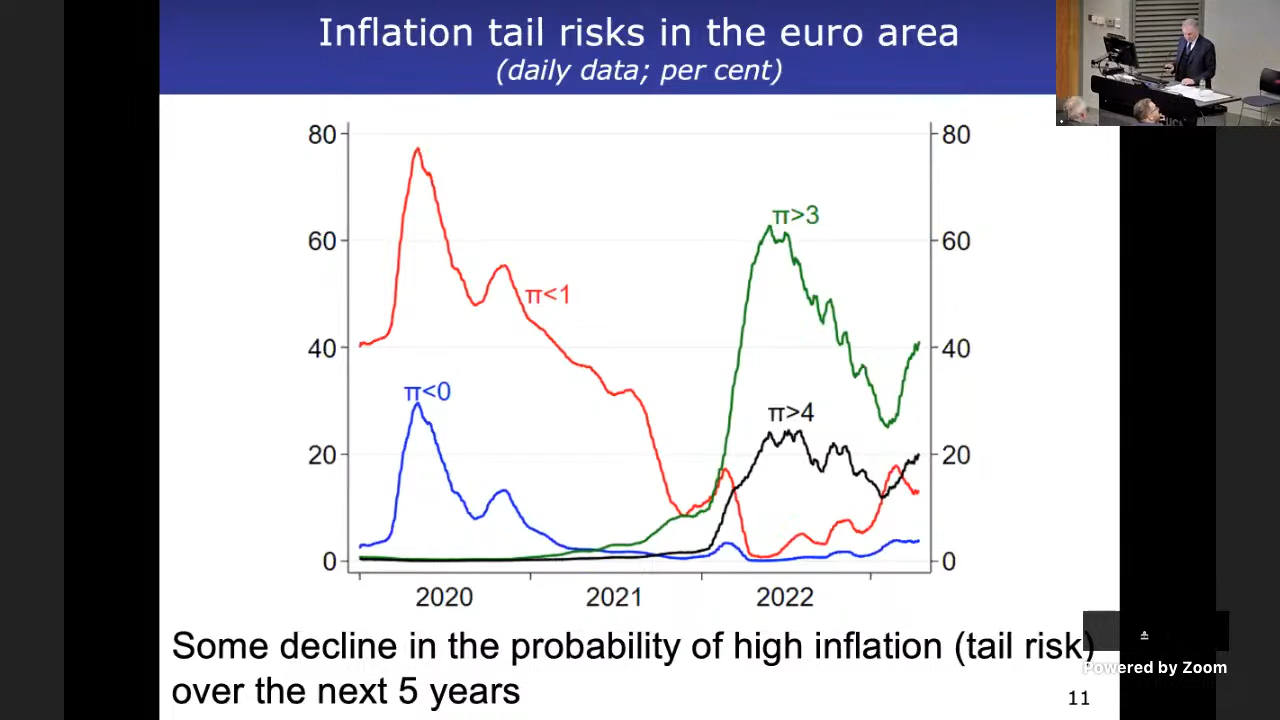 Inflation tail risks in the euro area
(daily data; per cent)
80
80
π>3
60
60
π<1
40
40
π<0
π>4
20
20
0
0
2020
2021
2022
Some decline in the probability of high inflation (tail risk)
over the next 5 years
Powered by Zoom
11